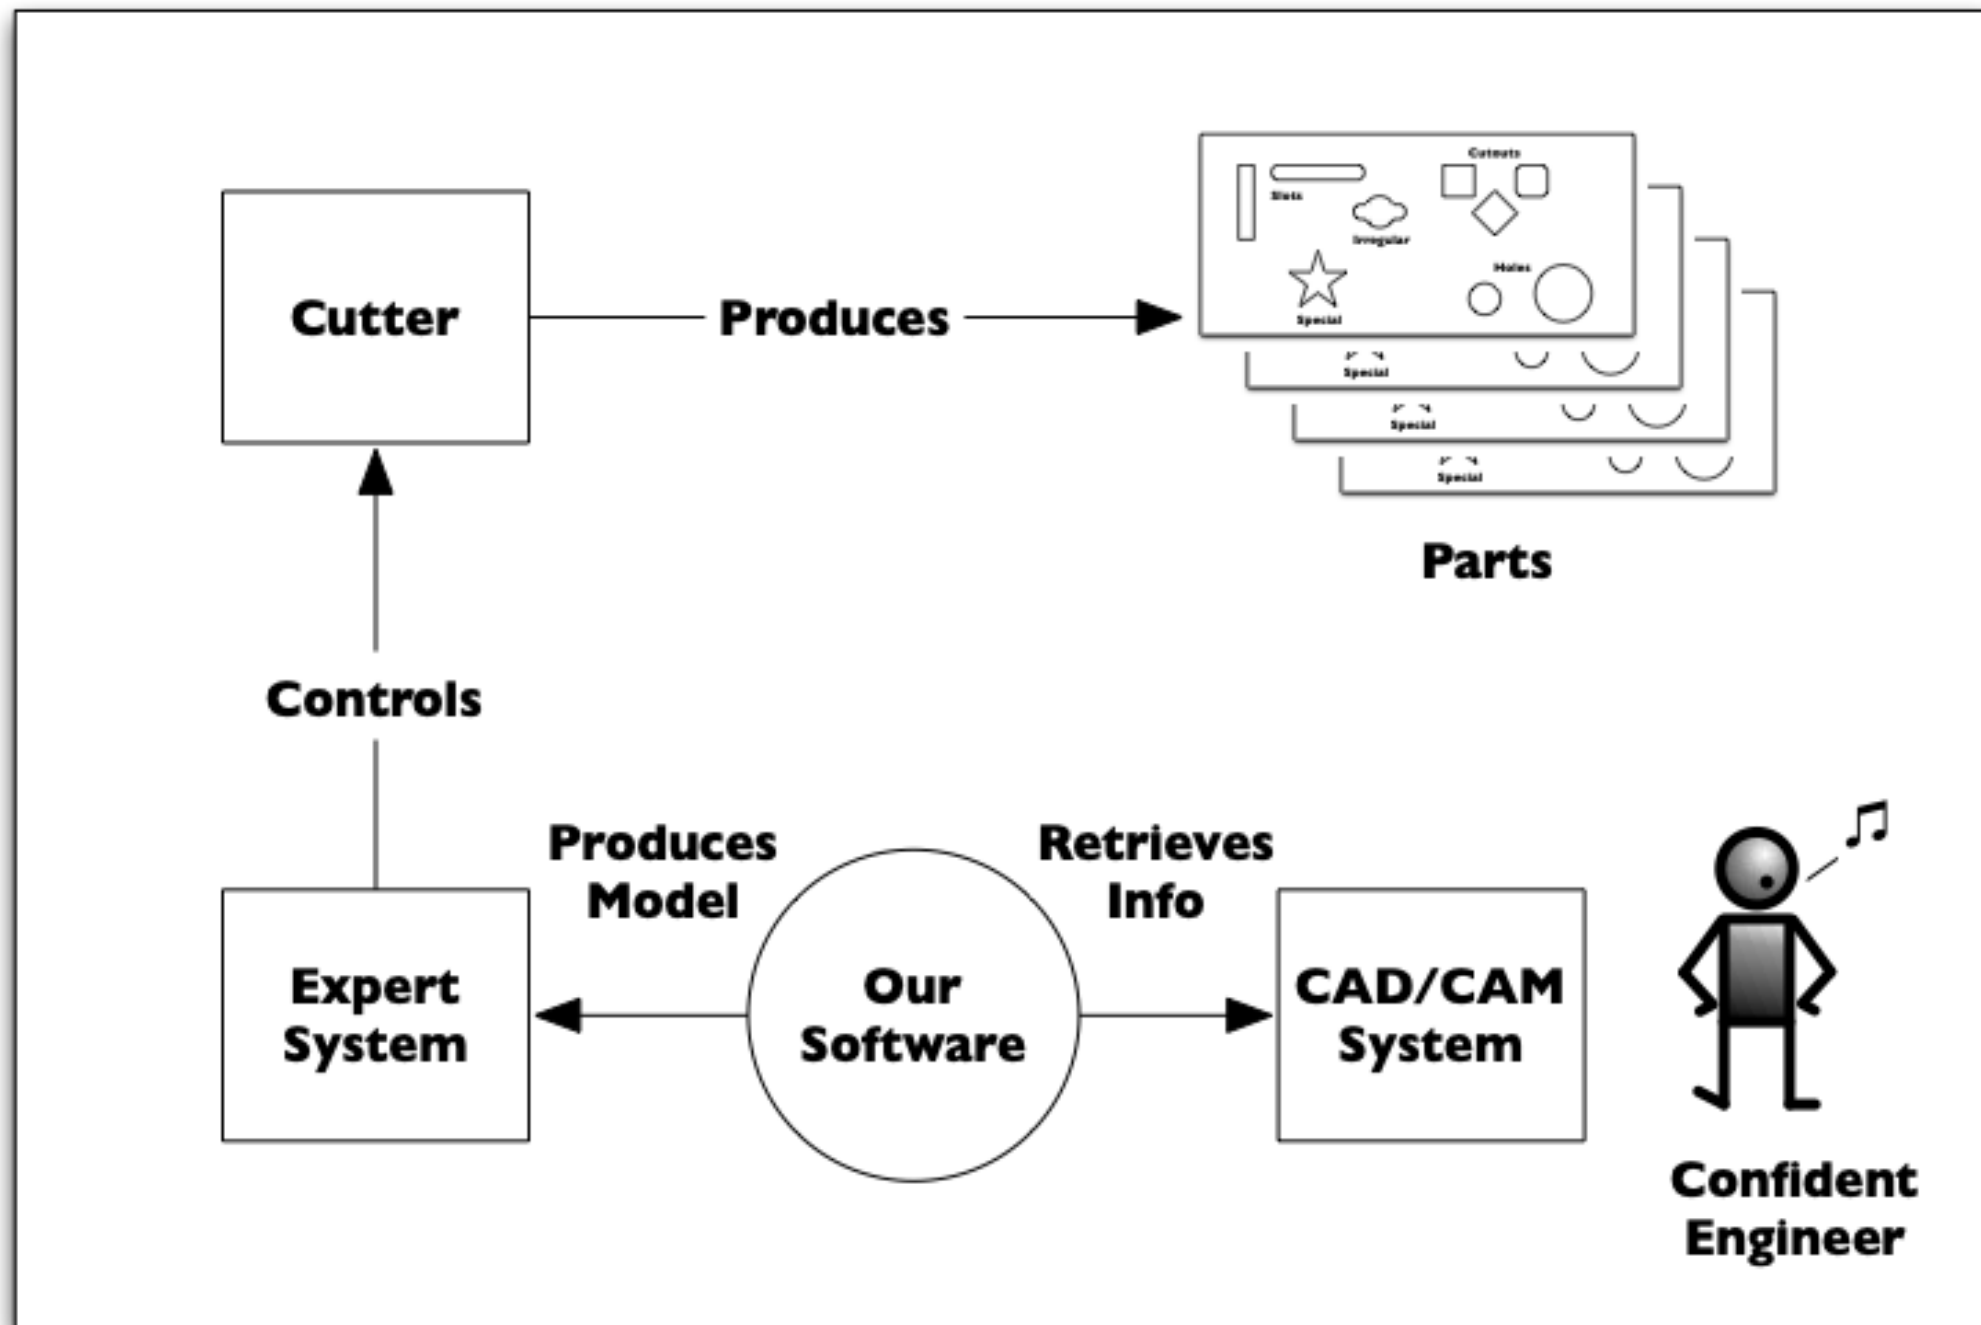 Cutouts
Slots
Irregular
Holes
Special
Cutter
Produces
Special
Special
Special
Parts
Controls
Produces
Model
Retrieves
Info
Expert
System
Our
Software
CAD/CAM
System
Confident
Engineer